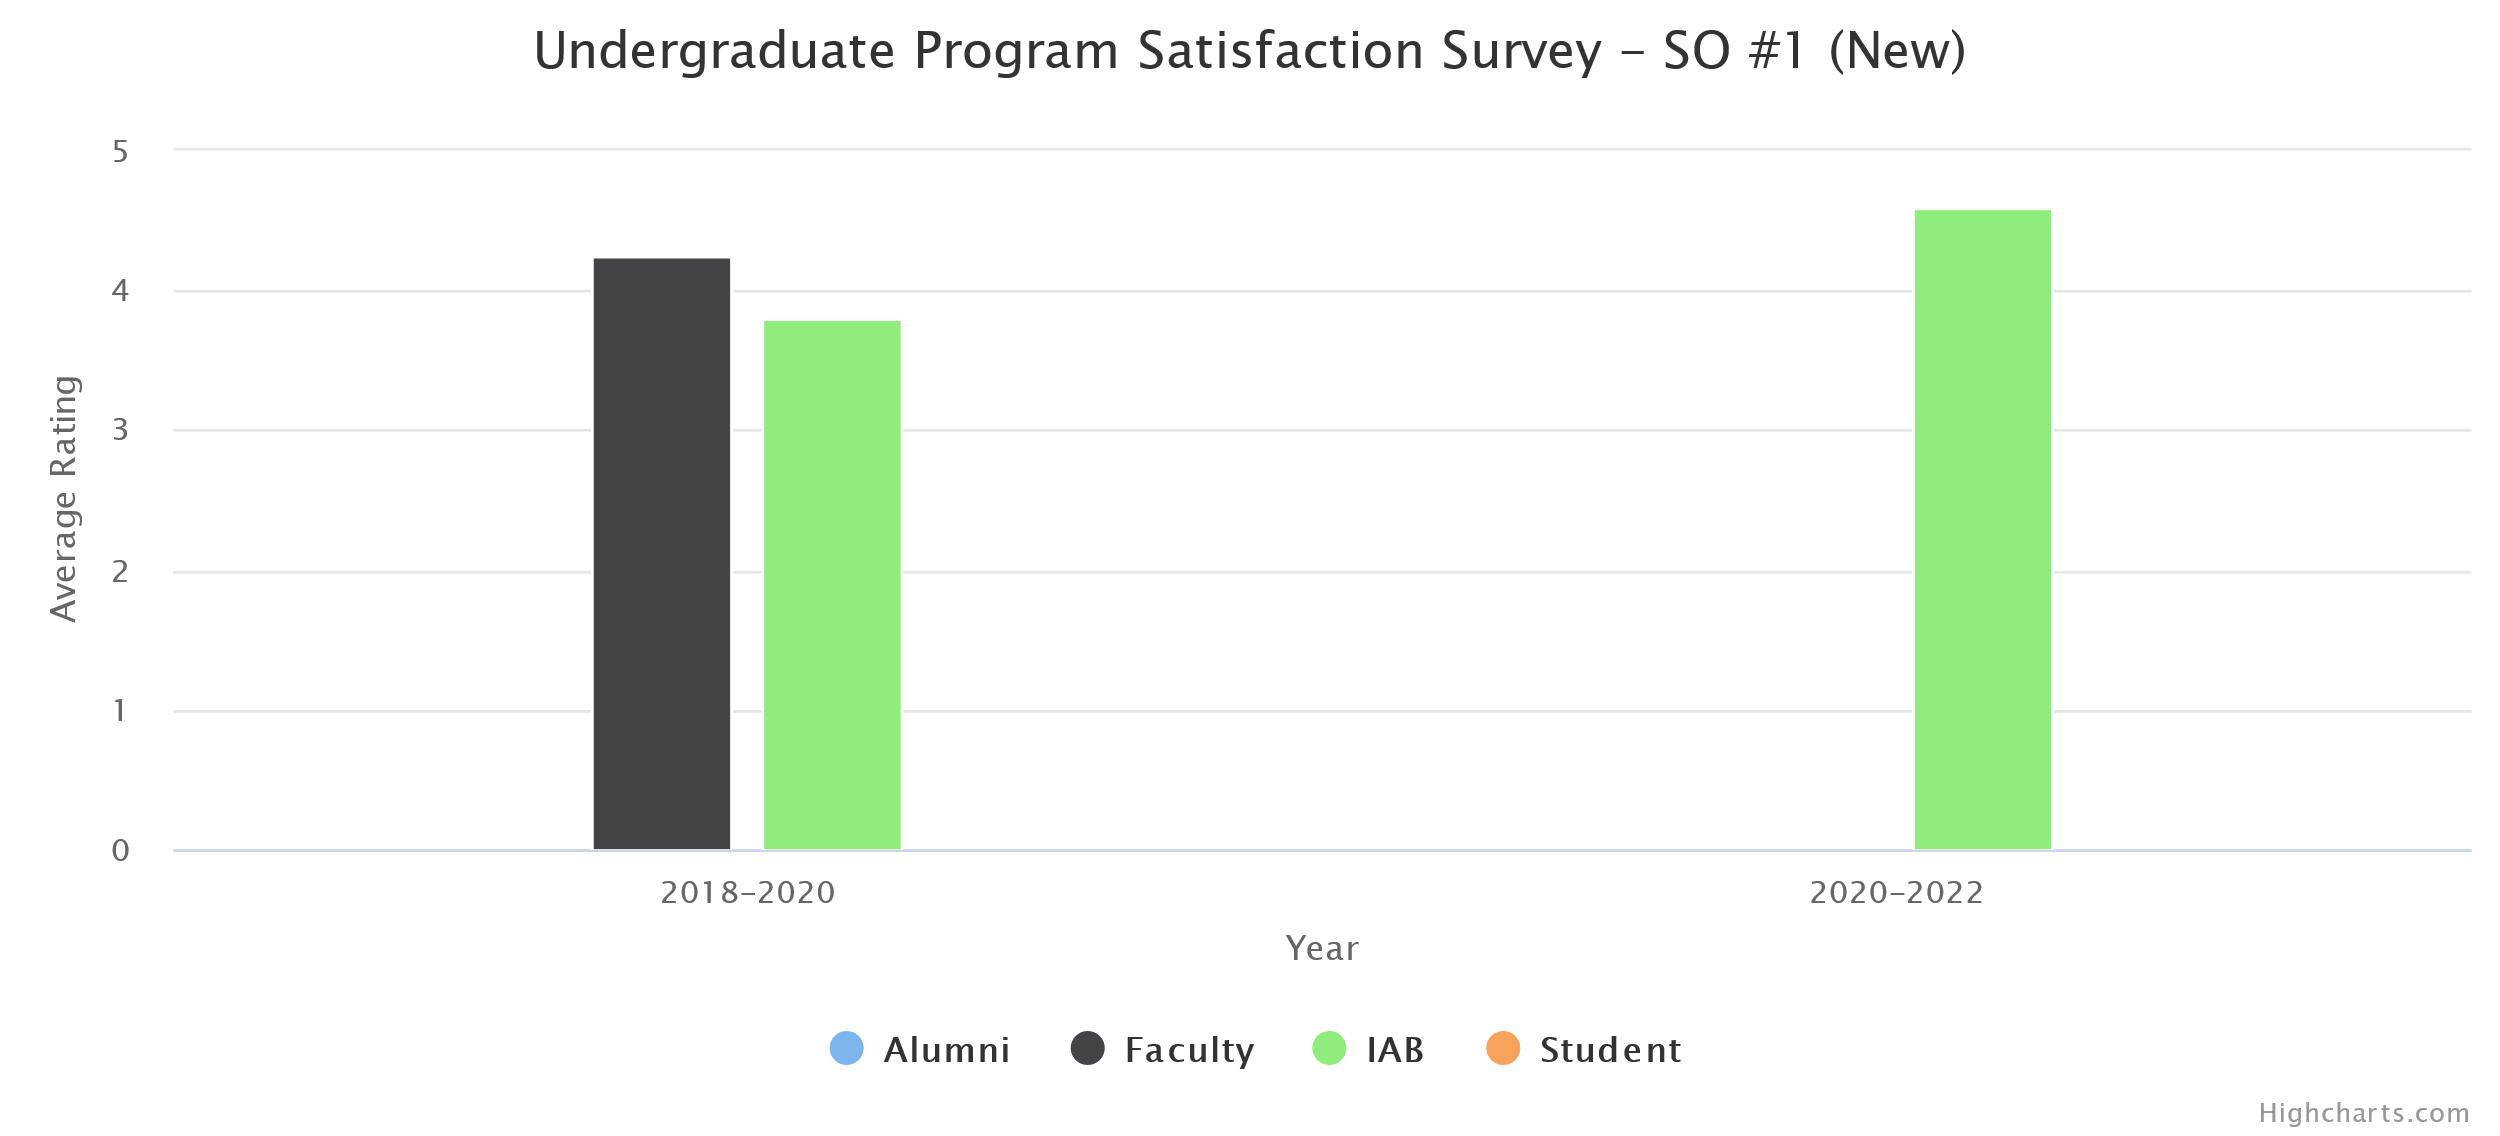 Undergraduate Program Satisfaction Survey – SO #1 (New)
5
4
3
2
1
0
Average Rating
2018–2020 2020–2022
Year
Alumni Faculty IAB Student
Highcharts.com